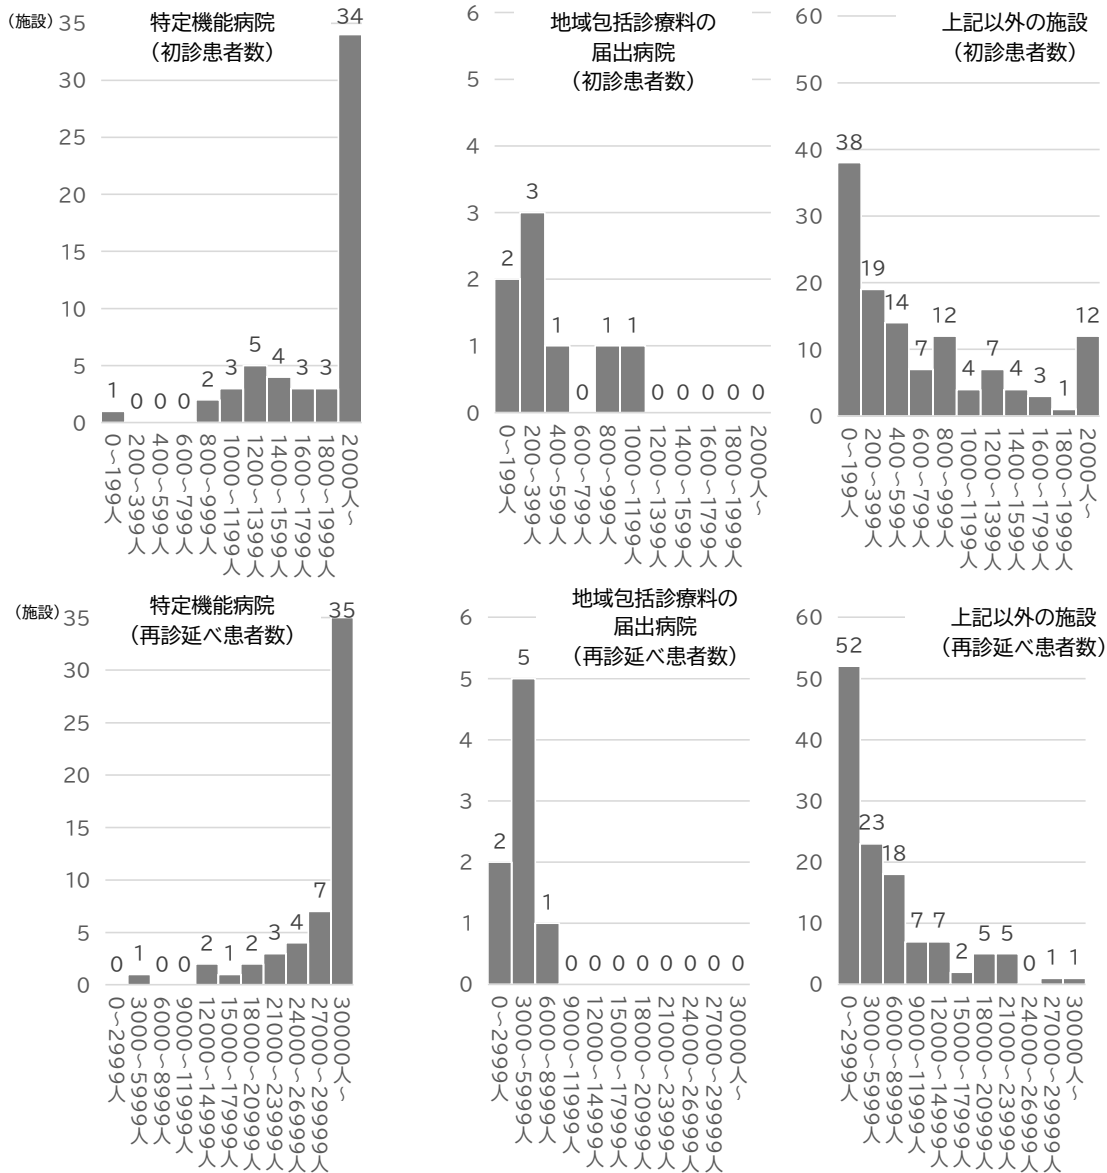 (施設)
特定機能病院
（初診患者数）
35
30
25
20
15
10
5
0
1
0
0
0
2
3
5
4
3
3
34
0～199人
200～399人
400～599人
600～799人
800～999人
1000～1199人
1200～1399人
1400～1599人
1600～1799人
1800～1999人
2000人～
地域包括診療料の
届出病院
（初診患者数）
6
5
4
3
2
1
0
2
3
1
0
1
1
0
0
0
0
0
0～199人
200～399人
400～599人
600～799人
800～999人
1000～1199人
1200～1399人
1400～1599人
1600～1799人
1800～1999人
2000人～
上記以外の施設
（初診患者数）
60
50
40
30
20
10
0
38
19
14
7
12
4
7
4
3
1
12
0～199人
200～399人
400～599人
600～799人
800～999人
1000～1199人
1200～1399人
1400～1599人
1600～1799人
1800～1999人
2000人～
(施設)
特定機能病院
（再診延べ患者数）
35
30
25
20
15
10
5
0
0
1
0
0
2
1
2
3
4
7
35
0～2999人
3000～5999人
6000～8999人
9000～11999人
12000～14999人
15000～17999人
18000～20999人
21000～23999人
24000～26999人
27000～29999人
30000人～
地域包括診療料の
届出病院
（再診延べ患者数）
6
5
4
3
2
1
0
2
5
1
0
0
0
0
0
0
0
0
0～2999人
3000～5999人
6000～8999人
9000～11999人
12000～14999人
15000～17999人
18000～20999人
21000～23999人
24000～26999人
27000～29999人
30000人～
上記以外の施設
（再診延べ患者数）
60
50
40
30
20
10
0
52
23
18
7
7
2
5
5
0
1
1
0～2999人
3000～5999人
6000～8999人
9000～11999人
12000～14999人
15000～17999人
18000～20999人
21000～23999人
24000～26999人
27000～29999人
30000人～